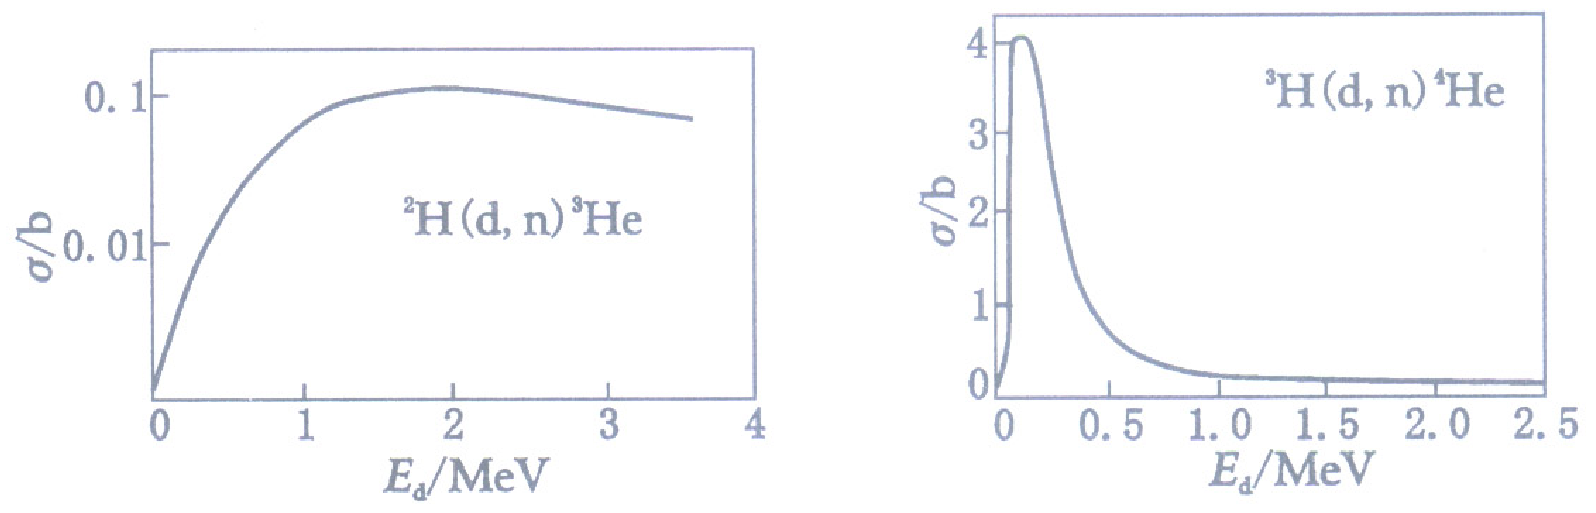 σ/b
0.1
0.01
²H(d, n)³He
0 1 2 3 4
E_d/MeV
σ/b
4
3
2
1
0
³H(d, n)⁴He
0 0.5 1.0 1.5 2.0 2.5
E_d/MeV